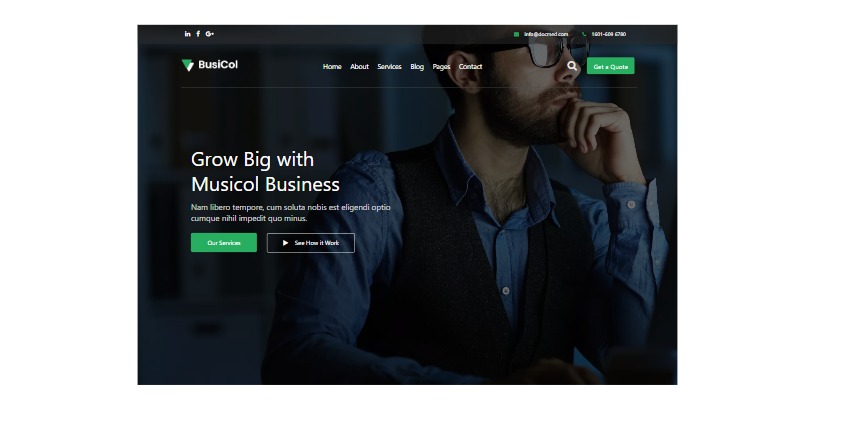 info@docmed.com 1601-609 6780
BusiCol Home About Services Blog Pages Contact Get a Quote
Grow Big with
Musicol Business
Nam libero tempore, cum soluta nobis est eligendi optio
cumque nihil impedit quo minus.
Our Services See How it Work